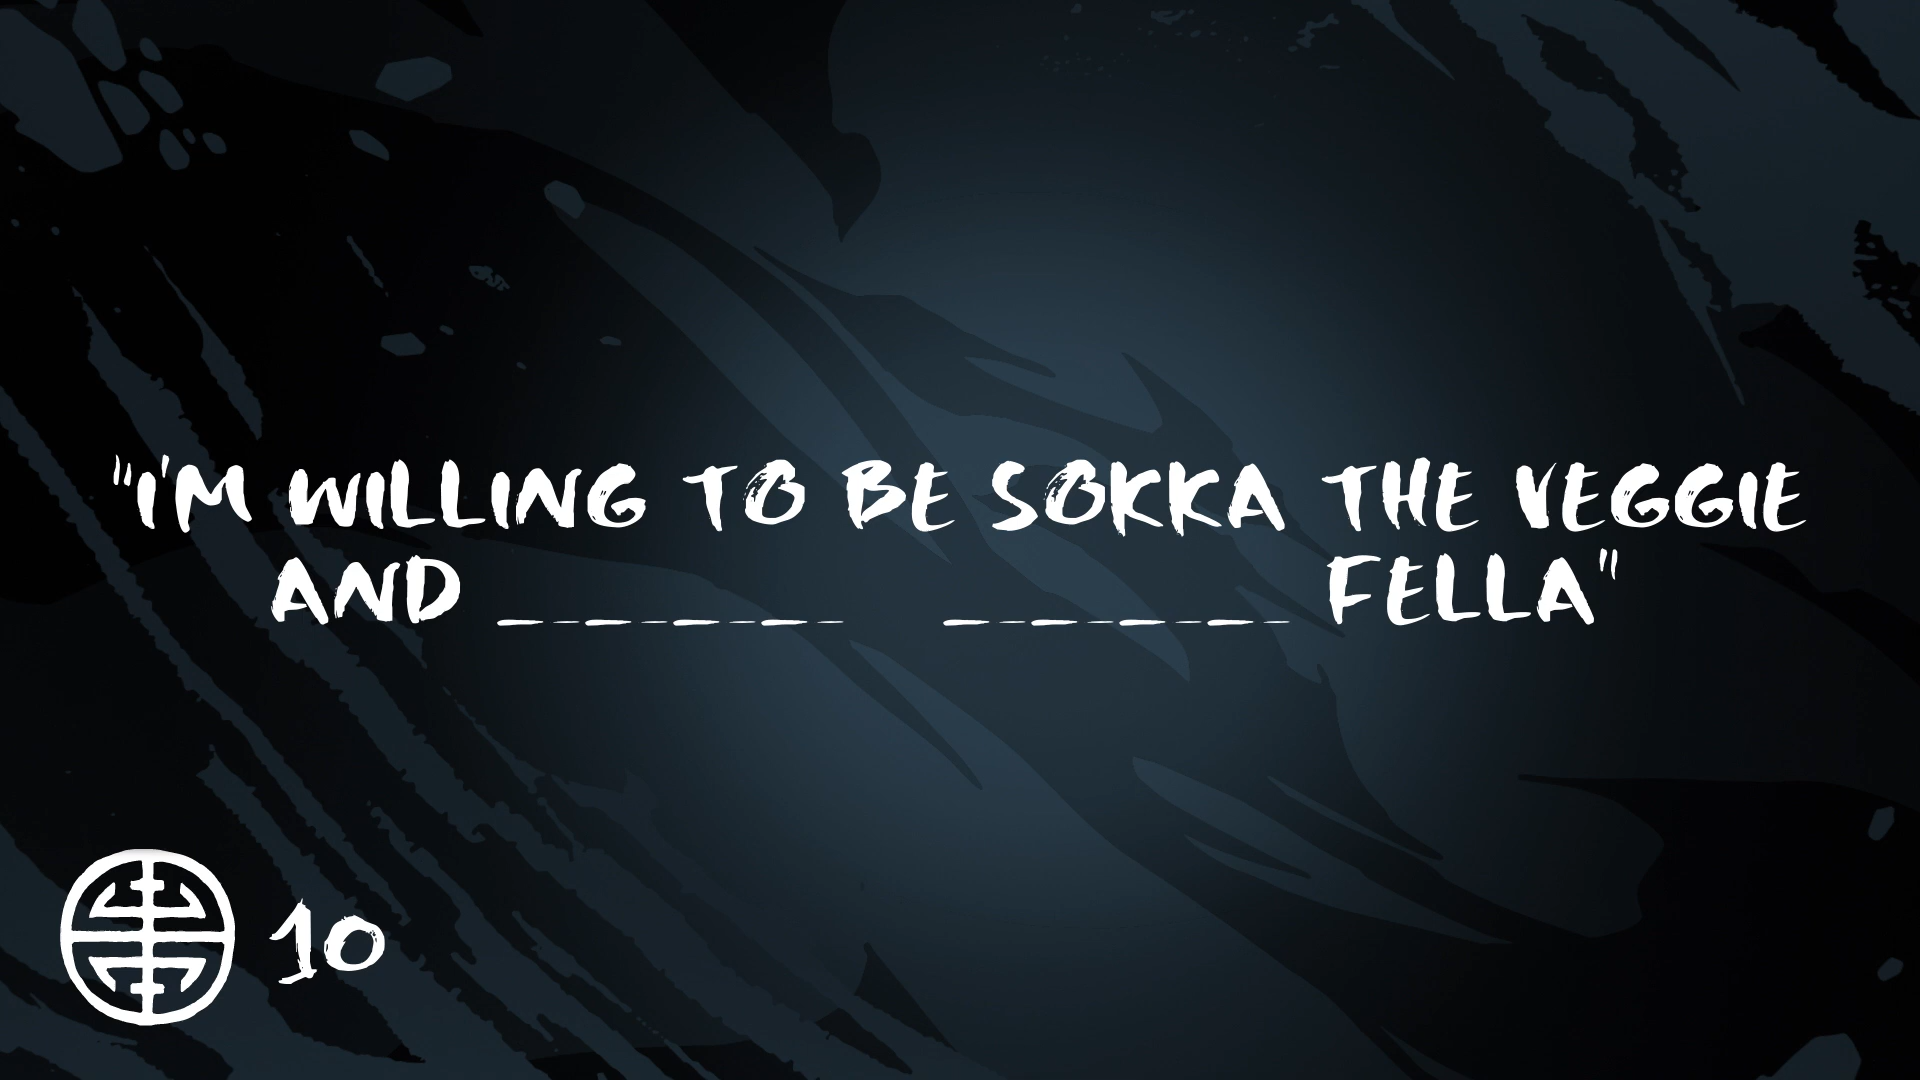 "I'M WILLING TO BE SOKKA THE VEGGIE
AND ________ ________ FELLA"
10